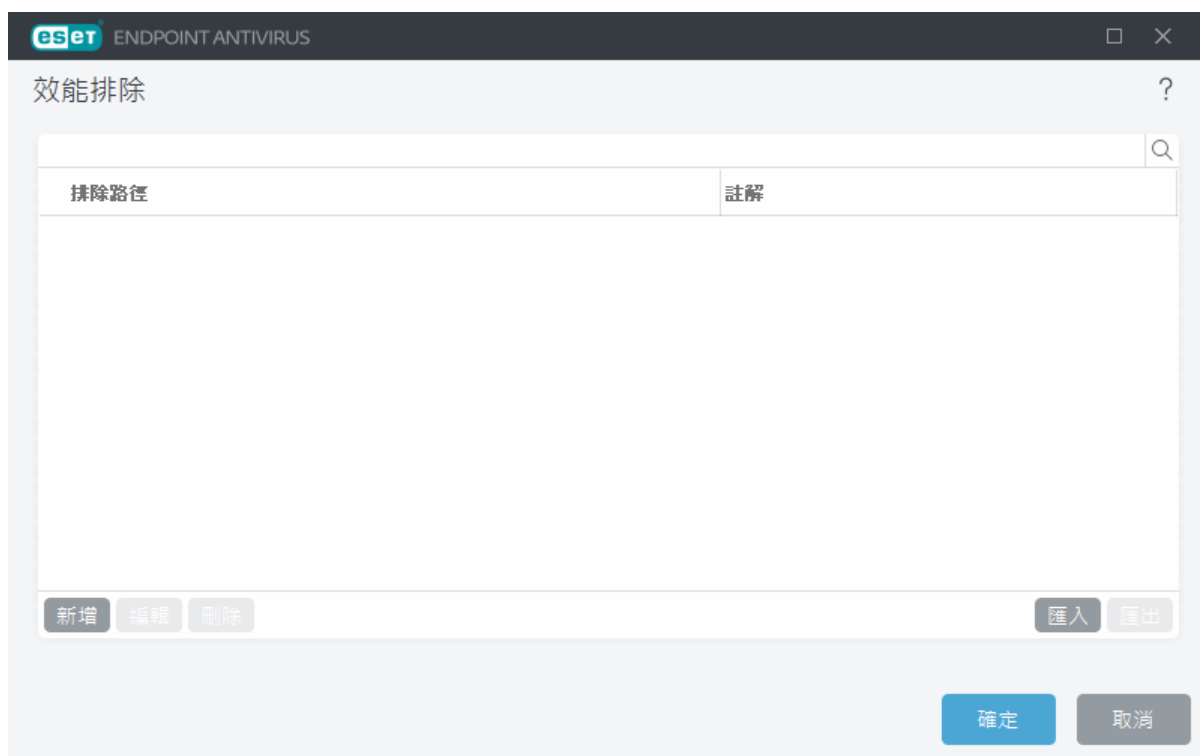 eset ENDPOINT ANTIVIRUS
效能排除 ?
排除路徑 註解
新增 編輯 刪除 匯入 匯出
確定 取消